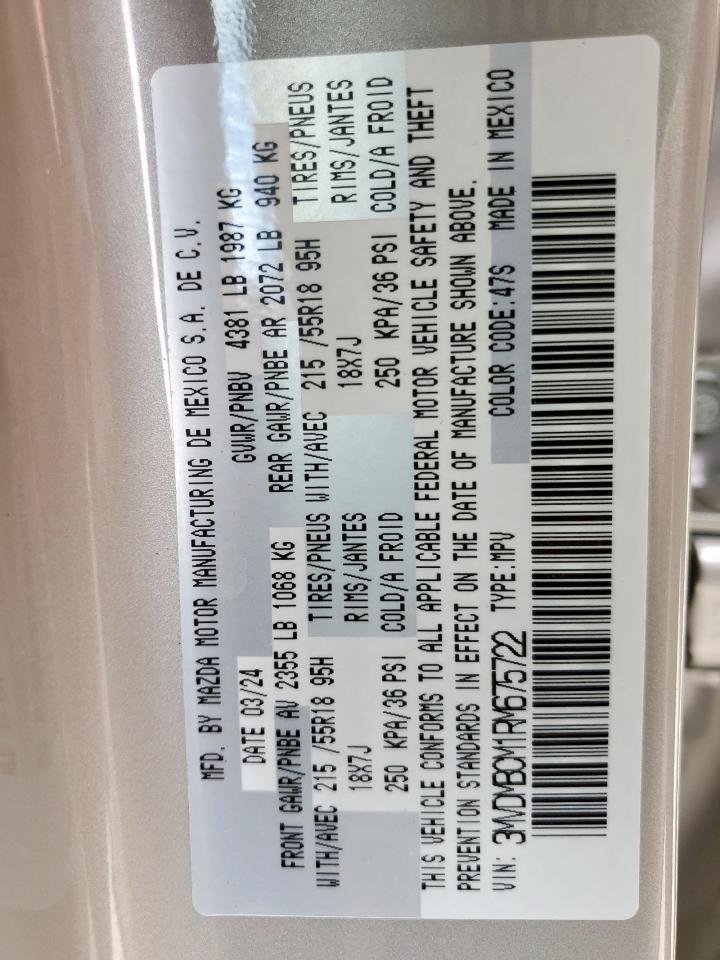 MFD. BY MAZDA MOTOR MANUFACTURING DE MEXICO S.A. DE C.V.
DATE 03/24 GVWR/PNBV 4381 LB 1987 KG
FRONT GAWR/PNBE AV 2355 LB 1068 KG REAR GAWR/PNBE AR 2072 LB 940 KG
WITH/AVEC 215 /55R18 95H TIRES/PNEUS WITH/AVEC 215 /55R18 95H TIRES/PNEUS
18X7J RIMS/JANTES 18X7J RIMS/JANTES
250 KPA/36 PSI COLD/A FROID 250 KPA/36 PSI COLD/A FROID
THIS VEHICLE CONFORMS TO ALL APPLICABLE FEDERAL MOTOR VEHICLE SAFETY AND THEFT
PREVENTION STANDARDS IN EFFECT ON THE DATE OF MANUFACTURE SHOWN ABOVE.
VIN: 3MVDMBCM1RM675722 TYPE:MPV COLOR CODE:47S MADE IN MEXICO